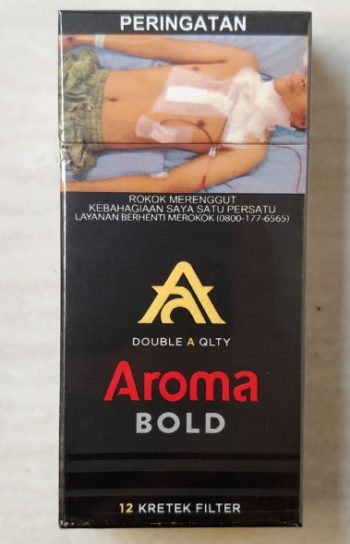 PERINGATAN
ROKOK MERENGGUT
KEBAHAGIAAN SAYA SATU PERSATU
LAYANAN BERHENTI MEROKOK (0800-177-6565)
DOUBLE A QLTY
Aroma
BOLD
12 KRETEK FILTER